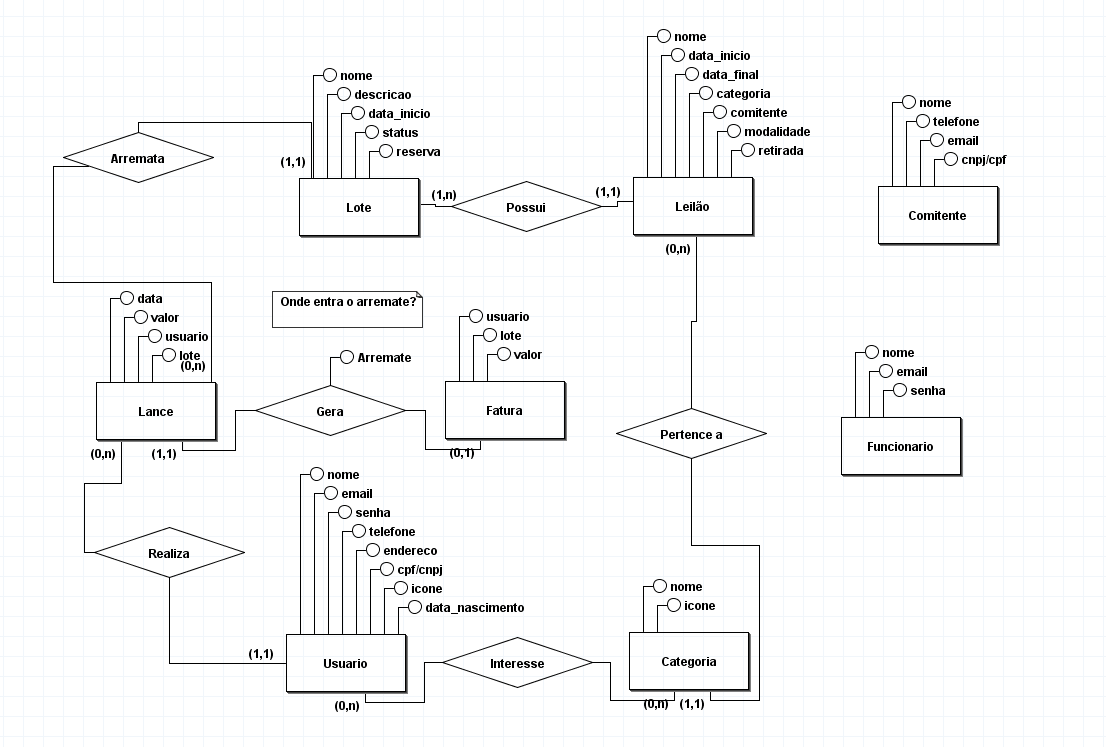 nome
data_inicio
data_final
categoria
comitente
modalidade
retirada
Leilão
(0,n)
nome
descricao
data_inicio
status
reserva
Lote
(1,1)
(1,n)
Possui
(1,1)
Arremata
nome
telefone
email
cnpj/cpf
Comitente
data
valor
usuario
lote
(0,n)
Lance
(0,n)
(1,1)
Onde entra o arremate?
Arremate
Gera
usuario
lote
valor
Fatura
(0,1)
Pertence a
nome
email
senha
Funcionario
Realiza
nome
email
senha
telefone
endereco
cpf/cnpj
icone
data_nascimento
Usuario
(1,1)
(0,n)
Interesse
nome
icone
Categoria
(0,n)
(1,1)